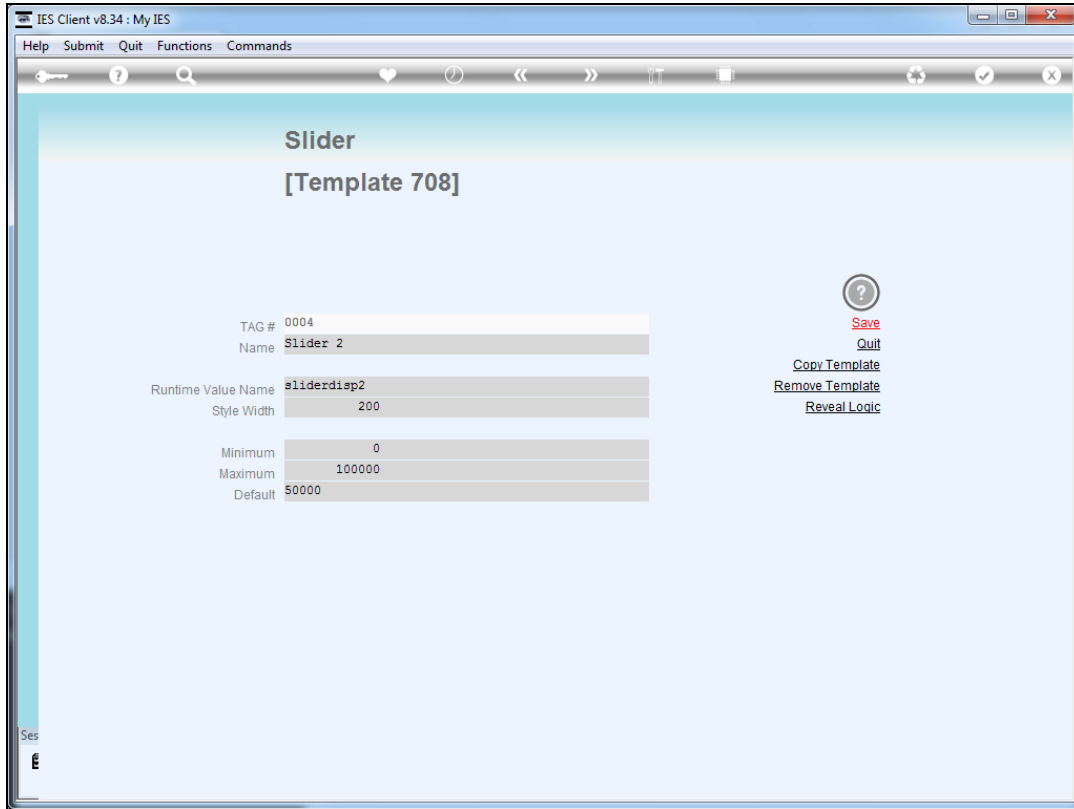 IES Client v8.34 : My IES
Help Submit Quit Functions Commands
Slider
[Template 708]
TAG # 0004
Save
Name Slider 2
Quit
Copy Template
Runtime Value Name sliderdisp2
Remove Template
Style Width 200
Reveal Logic
Minimum 0
Maximum 100000
Default 50000
Ses